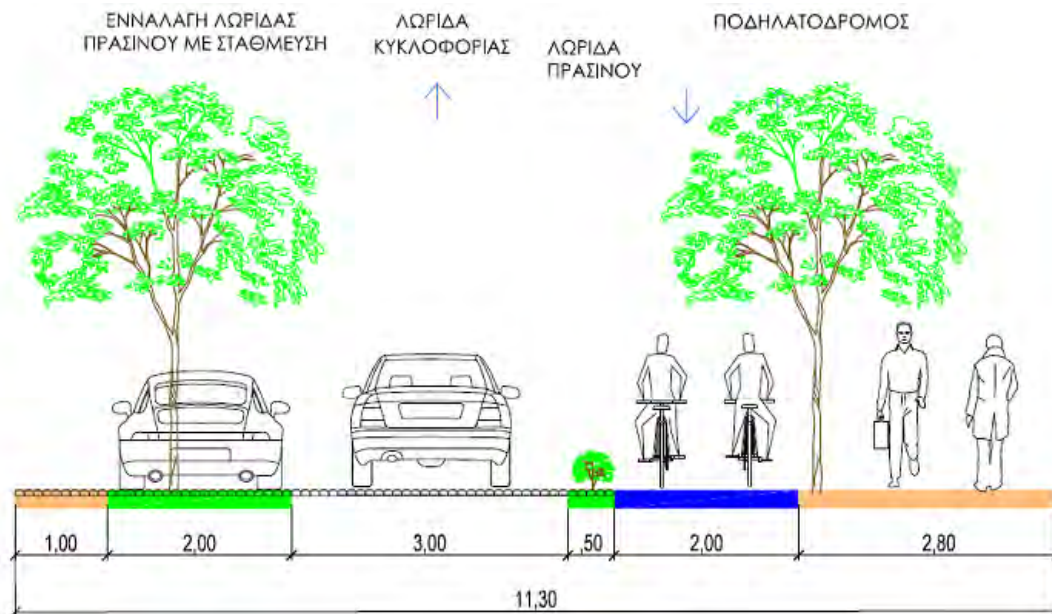 ΕΝΝΑΛΑΓΗ ΛΩΡΙΔΑΣ
ΠΡΑΣΙΝΟΥ ΜΕ ΣΤΑΘΜΕΥΣΗ
ΛΩΡΙΔΑ
ΚΥΚΛΟΦΟΡΙΑΣ
ΛΩΡΙΔΑ
ΠΡΑΣΙΝΟΥ
ΠΟΔΗΛΑΤΟΔΡΟΜΟΣ
1,00 2,00 3,00 ,50 2,00 2,80
11,30